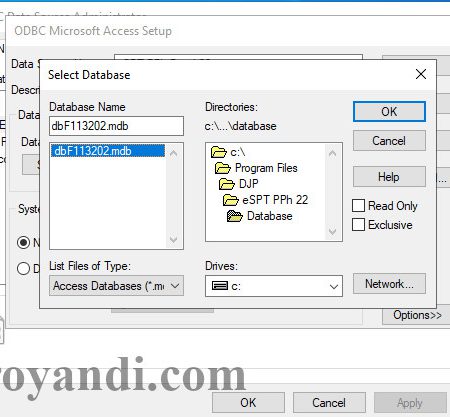 ODBC Microsoft Access Setup
Select Database
Database Name
dbF113202.mdb
dbF113202.mdb
List Files of Type:
Access Databases (*.m
Directories:
c:\...\database
c:\
Program Files
DJP
eSPT PPh 22
Database
Drives:
c:
OK
Cancel
Help
Read Only
Exclusive
Network...
Options>>
royandi.com
OK
Cancel
Apply